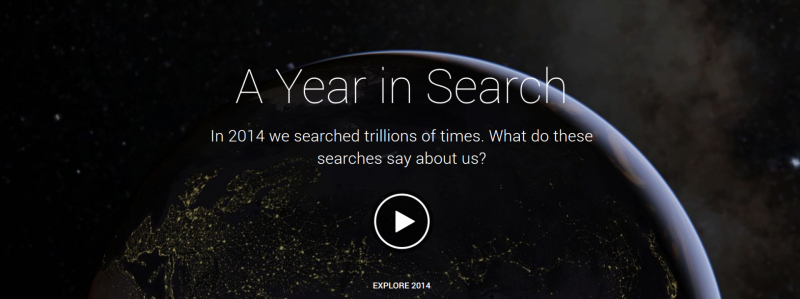 A Year in Search
In 2014 we searched trillions of times. What do these
searches say about us?
EXPLORE 2014